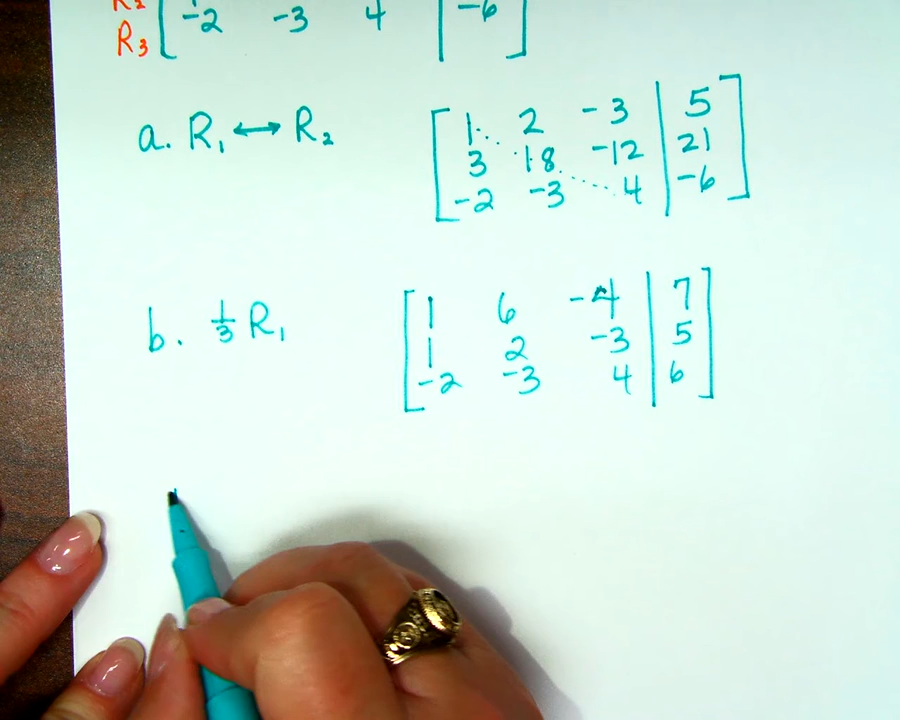 R₂
R₃ [ -2 -3 4 | -6 ]
a. R₁ ↔ R₂
[ 1 2 -3 | 5
3 18 -12 | 21
-2 -3 4 | -6 ]
b. 1/3 R₁
[ 1 6 -4 | 7
1 2 -3 | 5
-2 -3 4 | 6 ]